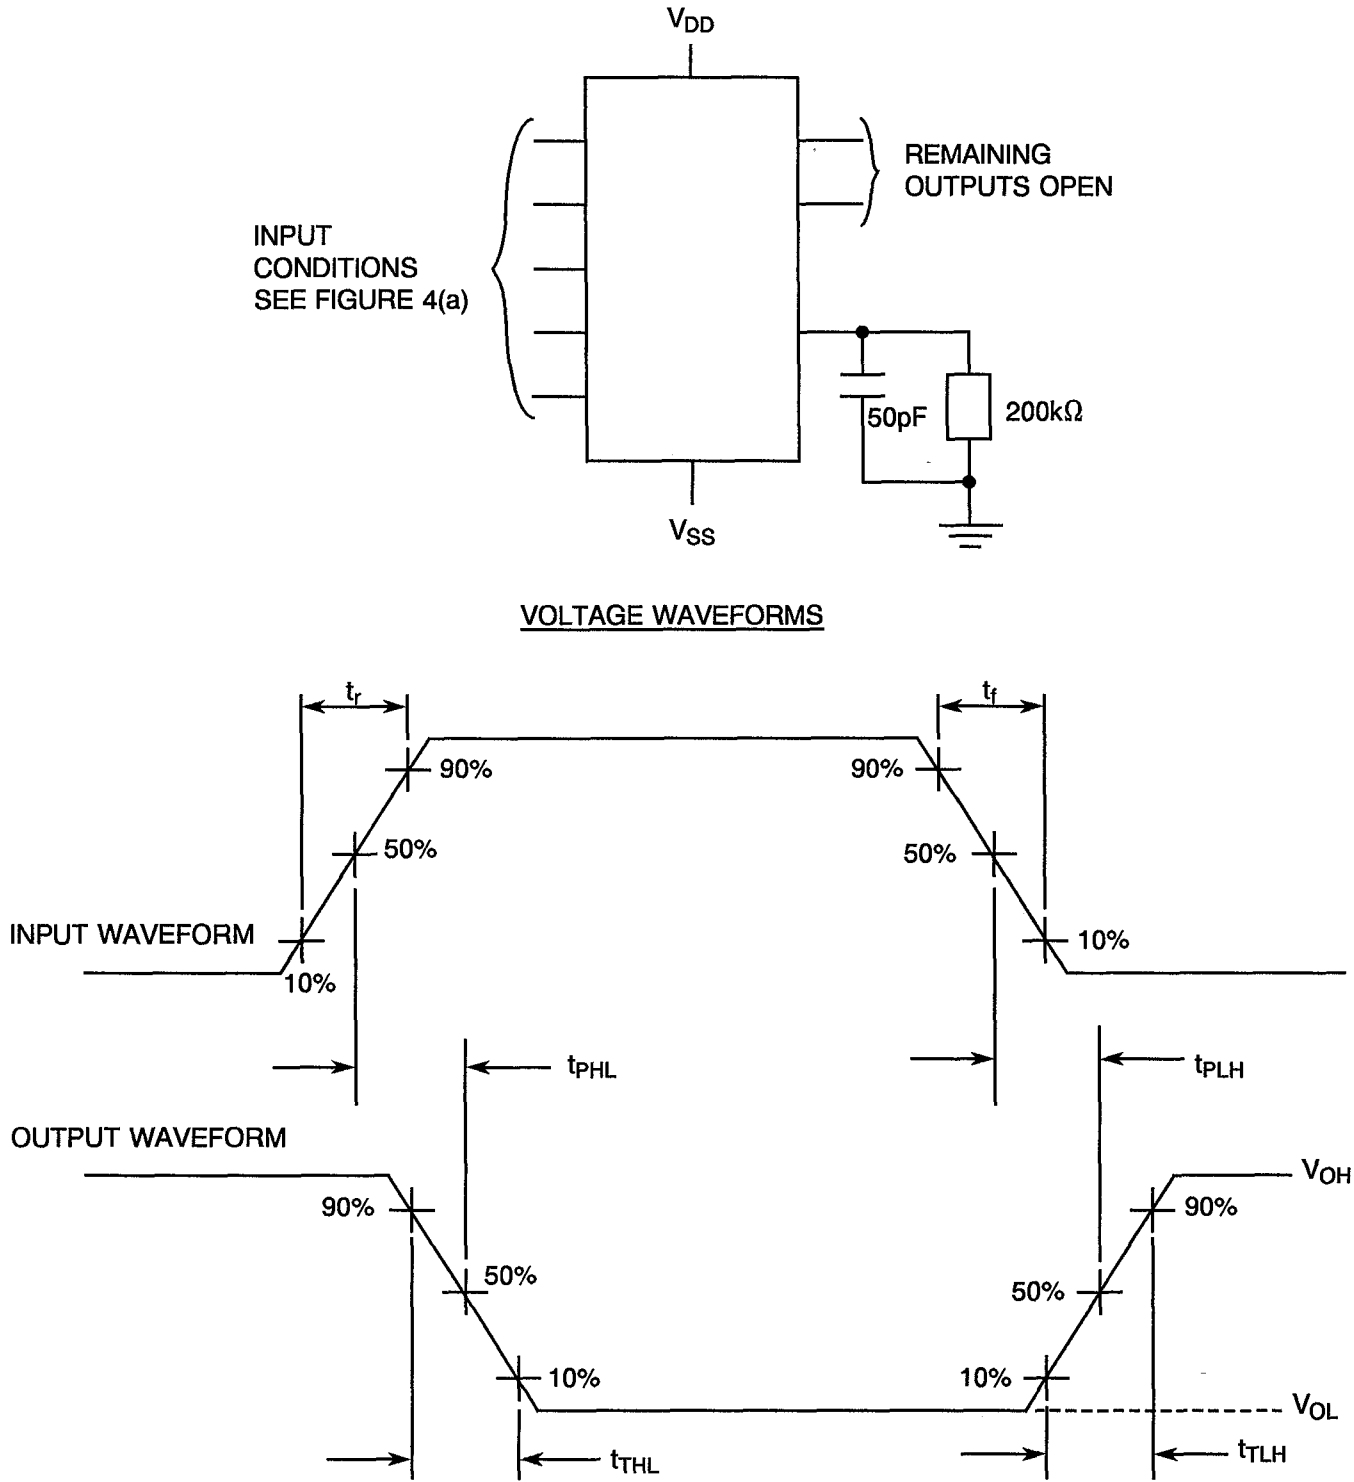 VDD
REMAINING
OUTPUTS OPEN
INPUT
CONDITIONS
SEE FIGURE 4(a)
50pF
200kΩ
VSS
VOLTAGE WAVEFORMS
tr
tf
90%
90%
50%
50%
INPUT WAVEFORM
10%
10%
tPHL
tPLH
OUTPUT WAVEFORM
VOH
90%
90%
50%
50%
10%
10%
VOL
tTHL
tTLH